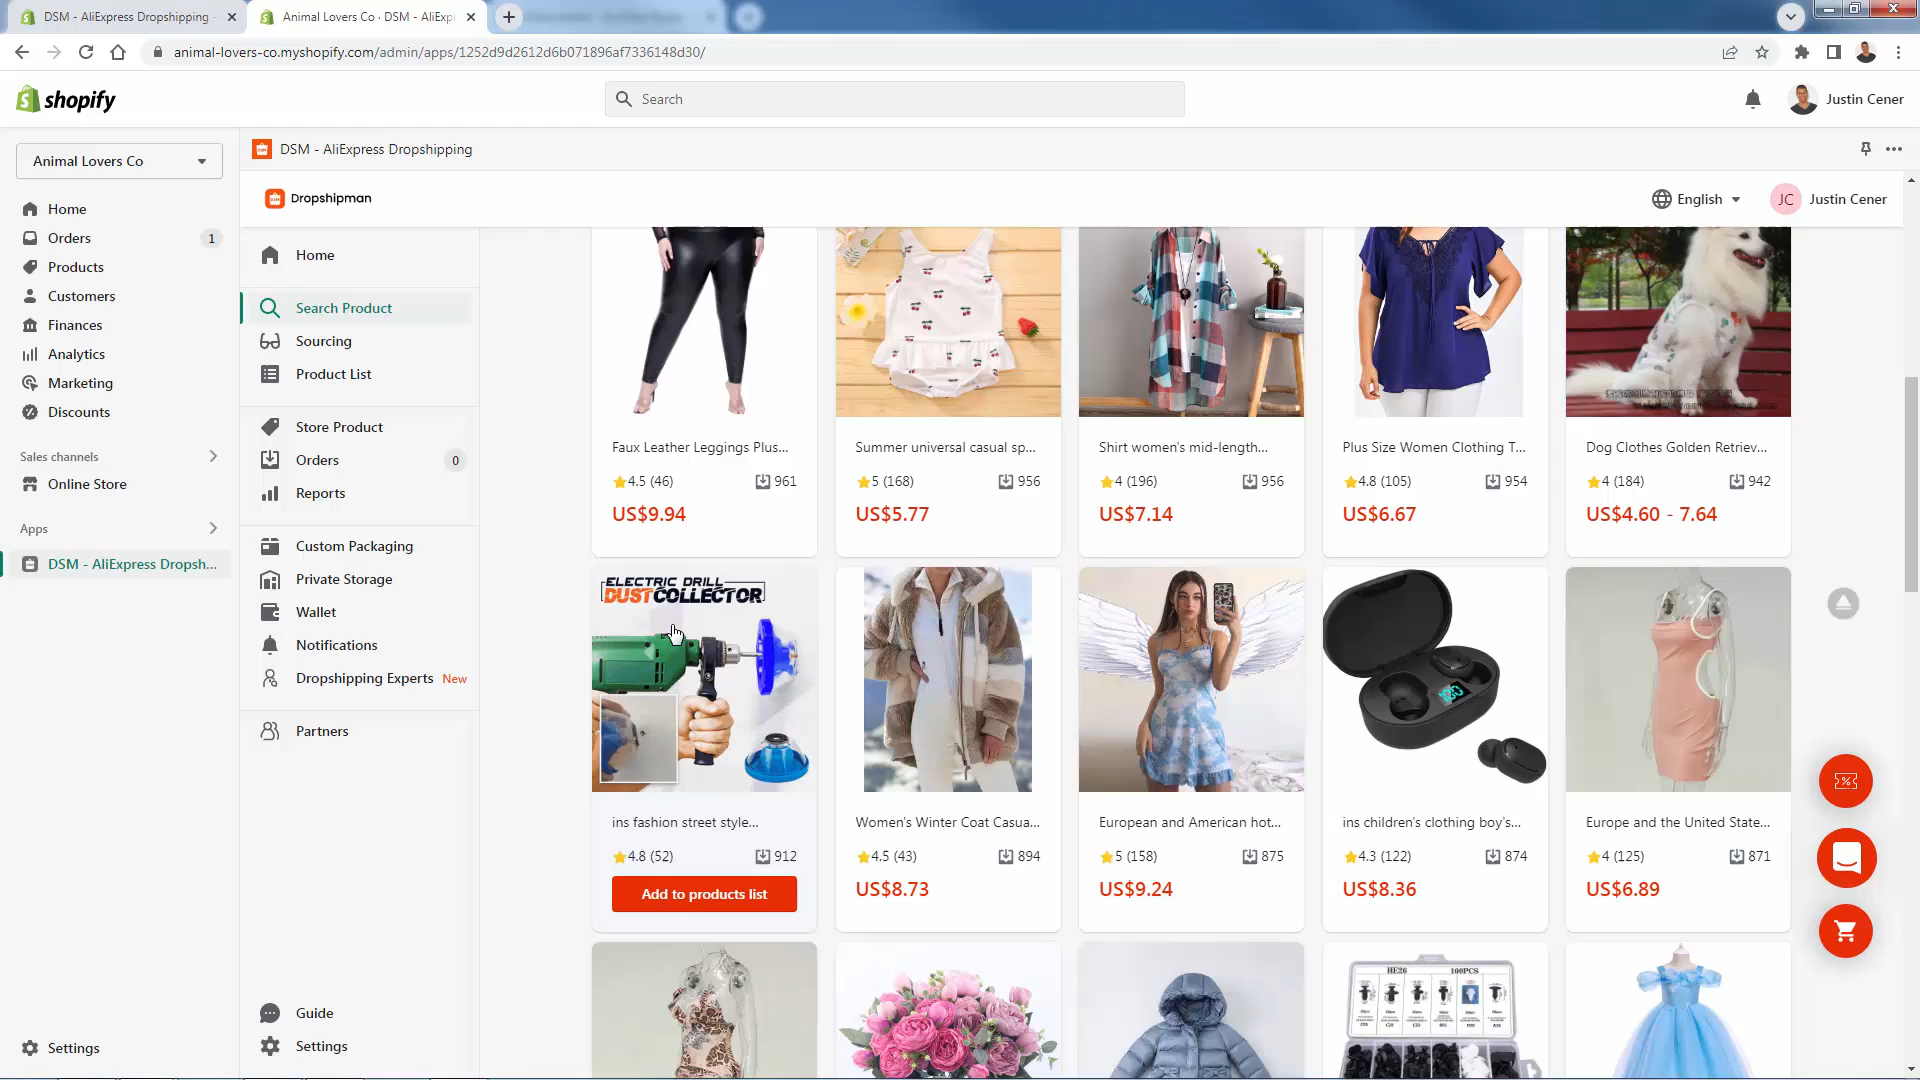 DSM - AliExpress Dropshipping
Animal Lovers Co · DSM - AliExp
animal-lovers-co.myshopify.com/admin/apps/1252d9d2612d6b071896af7336148d30/
shopify
Search
Justin Cener
Animal Lovers Co
Home
Orders 1
Products
Customers
Finances
Analytics
Marketing
Discounts
Sales channels
Online Store
Apps
DSM - AliExpress Dropsh...
Settings
DSM - AliExpress Dropshipping
Dropshipman
English
JC Justin Cener
Home
Search Product
Sourcing
Product List
Store Product
Orders 0
Reports
Custom Packaging
Private Storage
Wallet
Notifications
Dropshipping Experts New
Partners
Guide
Settings
Faux Leather Leggings Plus...
4.5 (46) 961
US$9.94
Summer universal casual sp...
5 (168) 956
US$5.77
Shirt women's mid-length...
4 (196) 956
US$7.14
Plus Size Women Clothing T...
4.8 (105) 954
US$6.67
Dog Clothes Golden Retriev...
4 (184) 942
US$4.60 - 7.64
ELECTRIC DRILL
DUSTCOLLECTOR
ins fashion street style...
4.8 (52) 912
Add to products list
Women's Winter Coat Casua...
4.5 (43) 894
US$8.73
European and American hot...
5 (158) 875
US$9.24
100
ins children's clothing boy's...
4.3 (122) 874
US$8.36
Europe and the United State...
4 (125) 871
US$6.89
HE26 100PCS